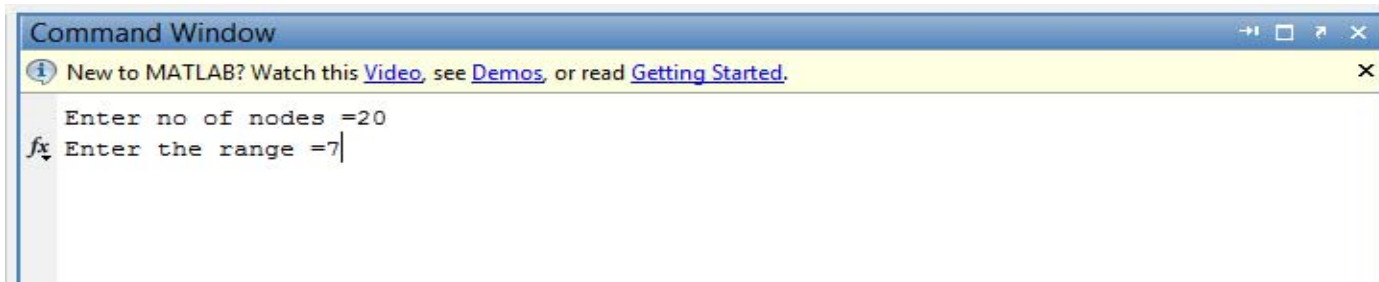 Command Window
New to MATLAB? Watch this Video, see Demos, or read Getting Started.
Enter no of nodes =20
fx Enter the range =7